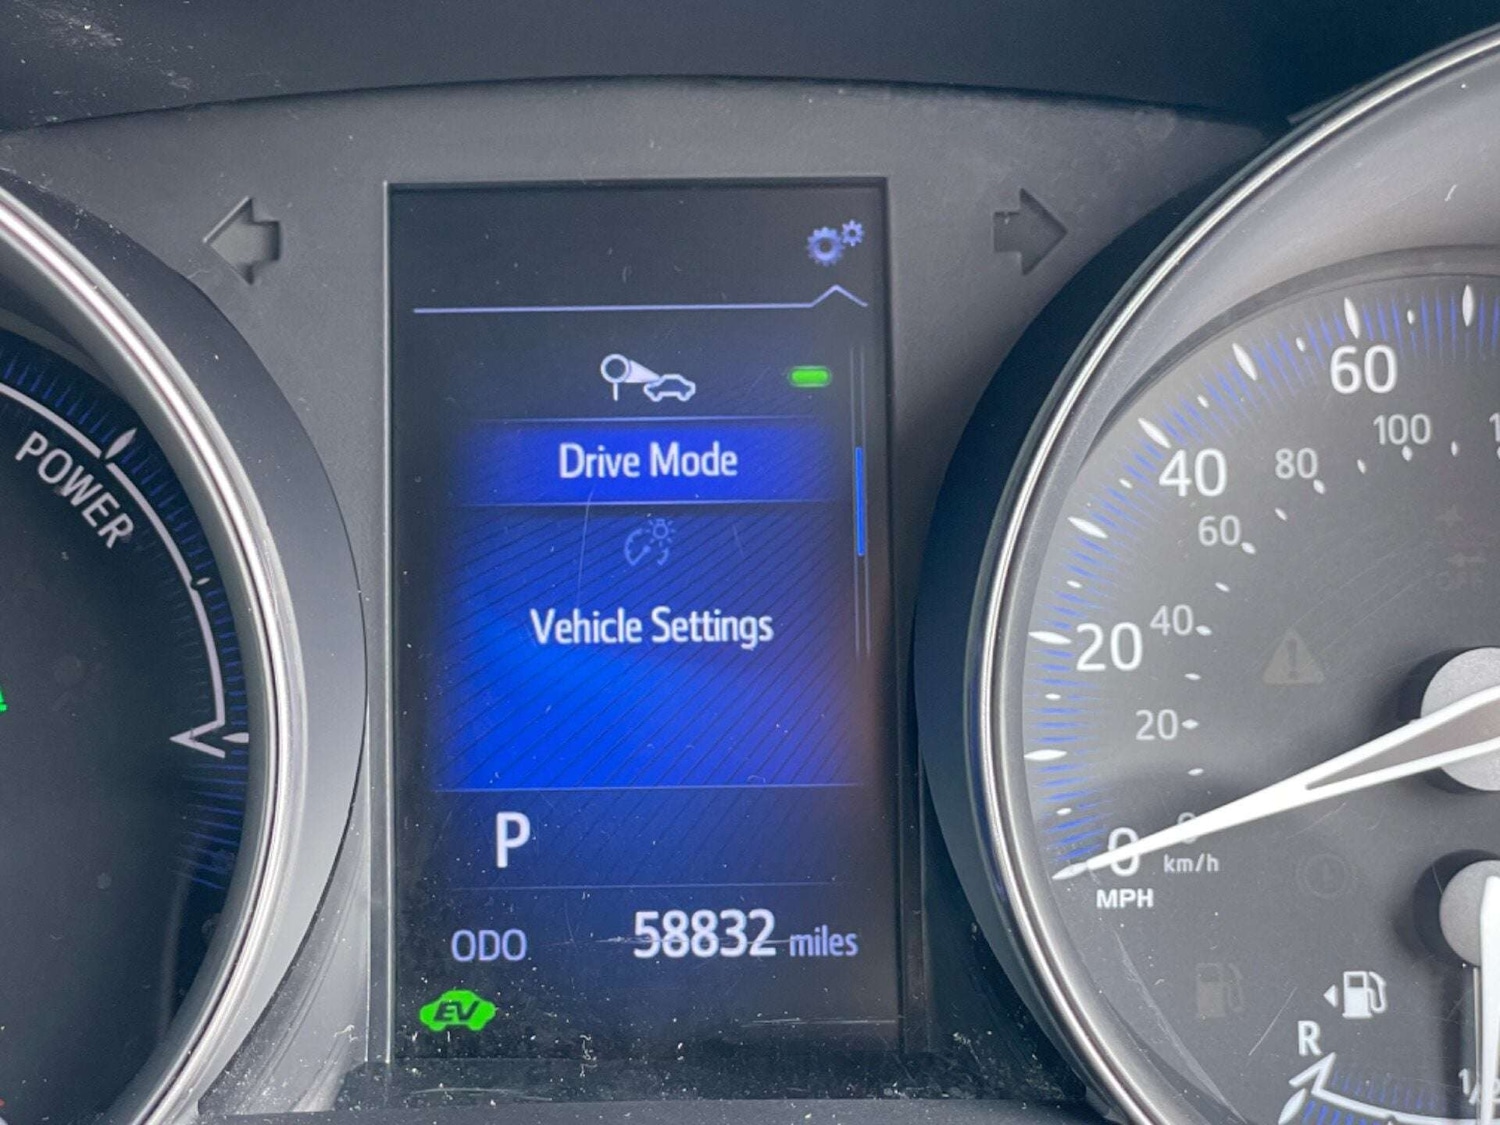 POWER
Drive Mode
Vehicle Settings
P
ODO 58832 miles
EV
60
100
40
80
60
20
40
20
0
0
km/h
MPH
R